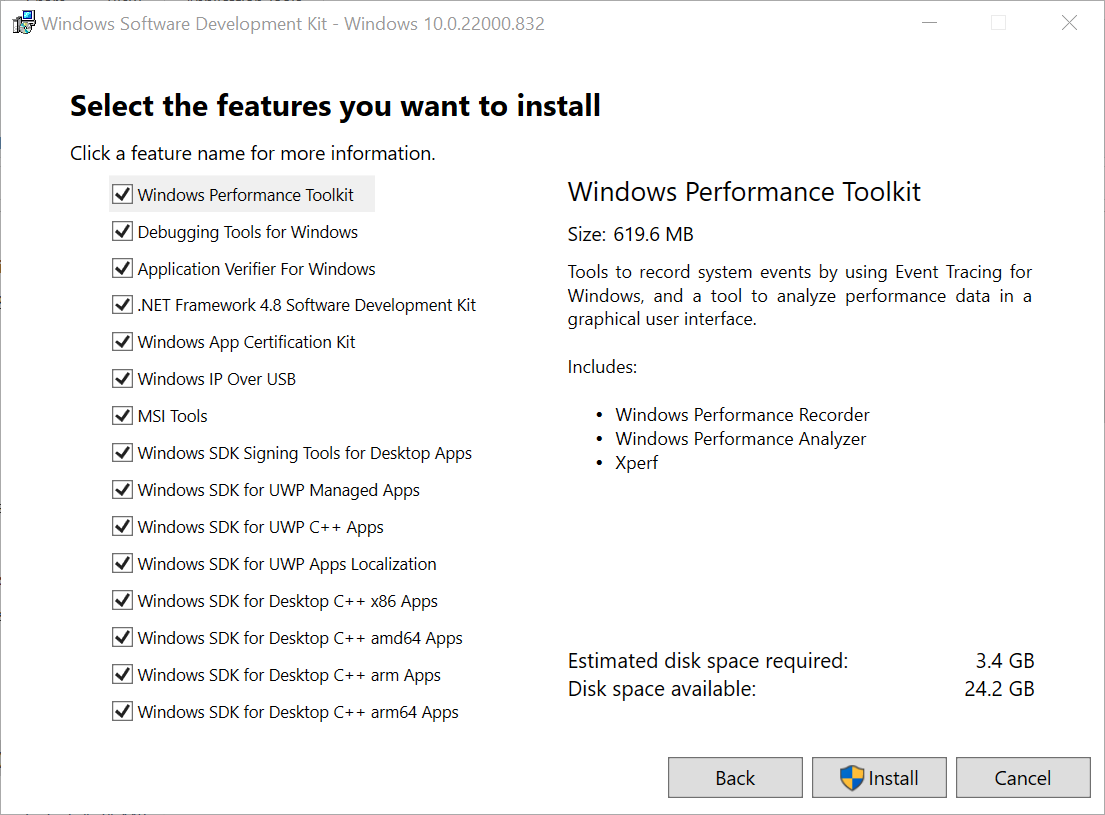 Windows Software Development Kit - Windows 10.0.22000.832
Select the features you want to install
Click a feature name for more information.
Windows Performance Toolkit
Debugging Tools for Windows
Application Verifier For Windows
.NET Framework 4.8 Software Development Kit
Windows App Certification Kit
Windows IP Over USB
MSI Tools
Windows SDK Signing Tools for Desktop Apps
Windows SDK for UWP Managed Apps
Windows SDK for UWP C++ Apps
Windows SDK for UWP Apps Localization
Windows SDK for Desktop C++ x86 Apps
Windows SDK for Desktop C++ amd64 Apps
Windows SDK for Desktop C++ arm Apps
Windows SDK for Desktop C++ arm64 Apps
Windows Performance Toolkit
Size: 619.6 MB
Tools to record system events by using Event Tracing for
Windows, and a tool to analyze performance data in a
graphical user interface.
Includes:
• Windows Performance Recorder
• Windows Performance Analyzer
• Xperf
Estimated disk space required: 3.4 GB
Disk space available: 24.2 GB
Back Install Cancel